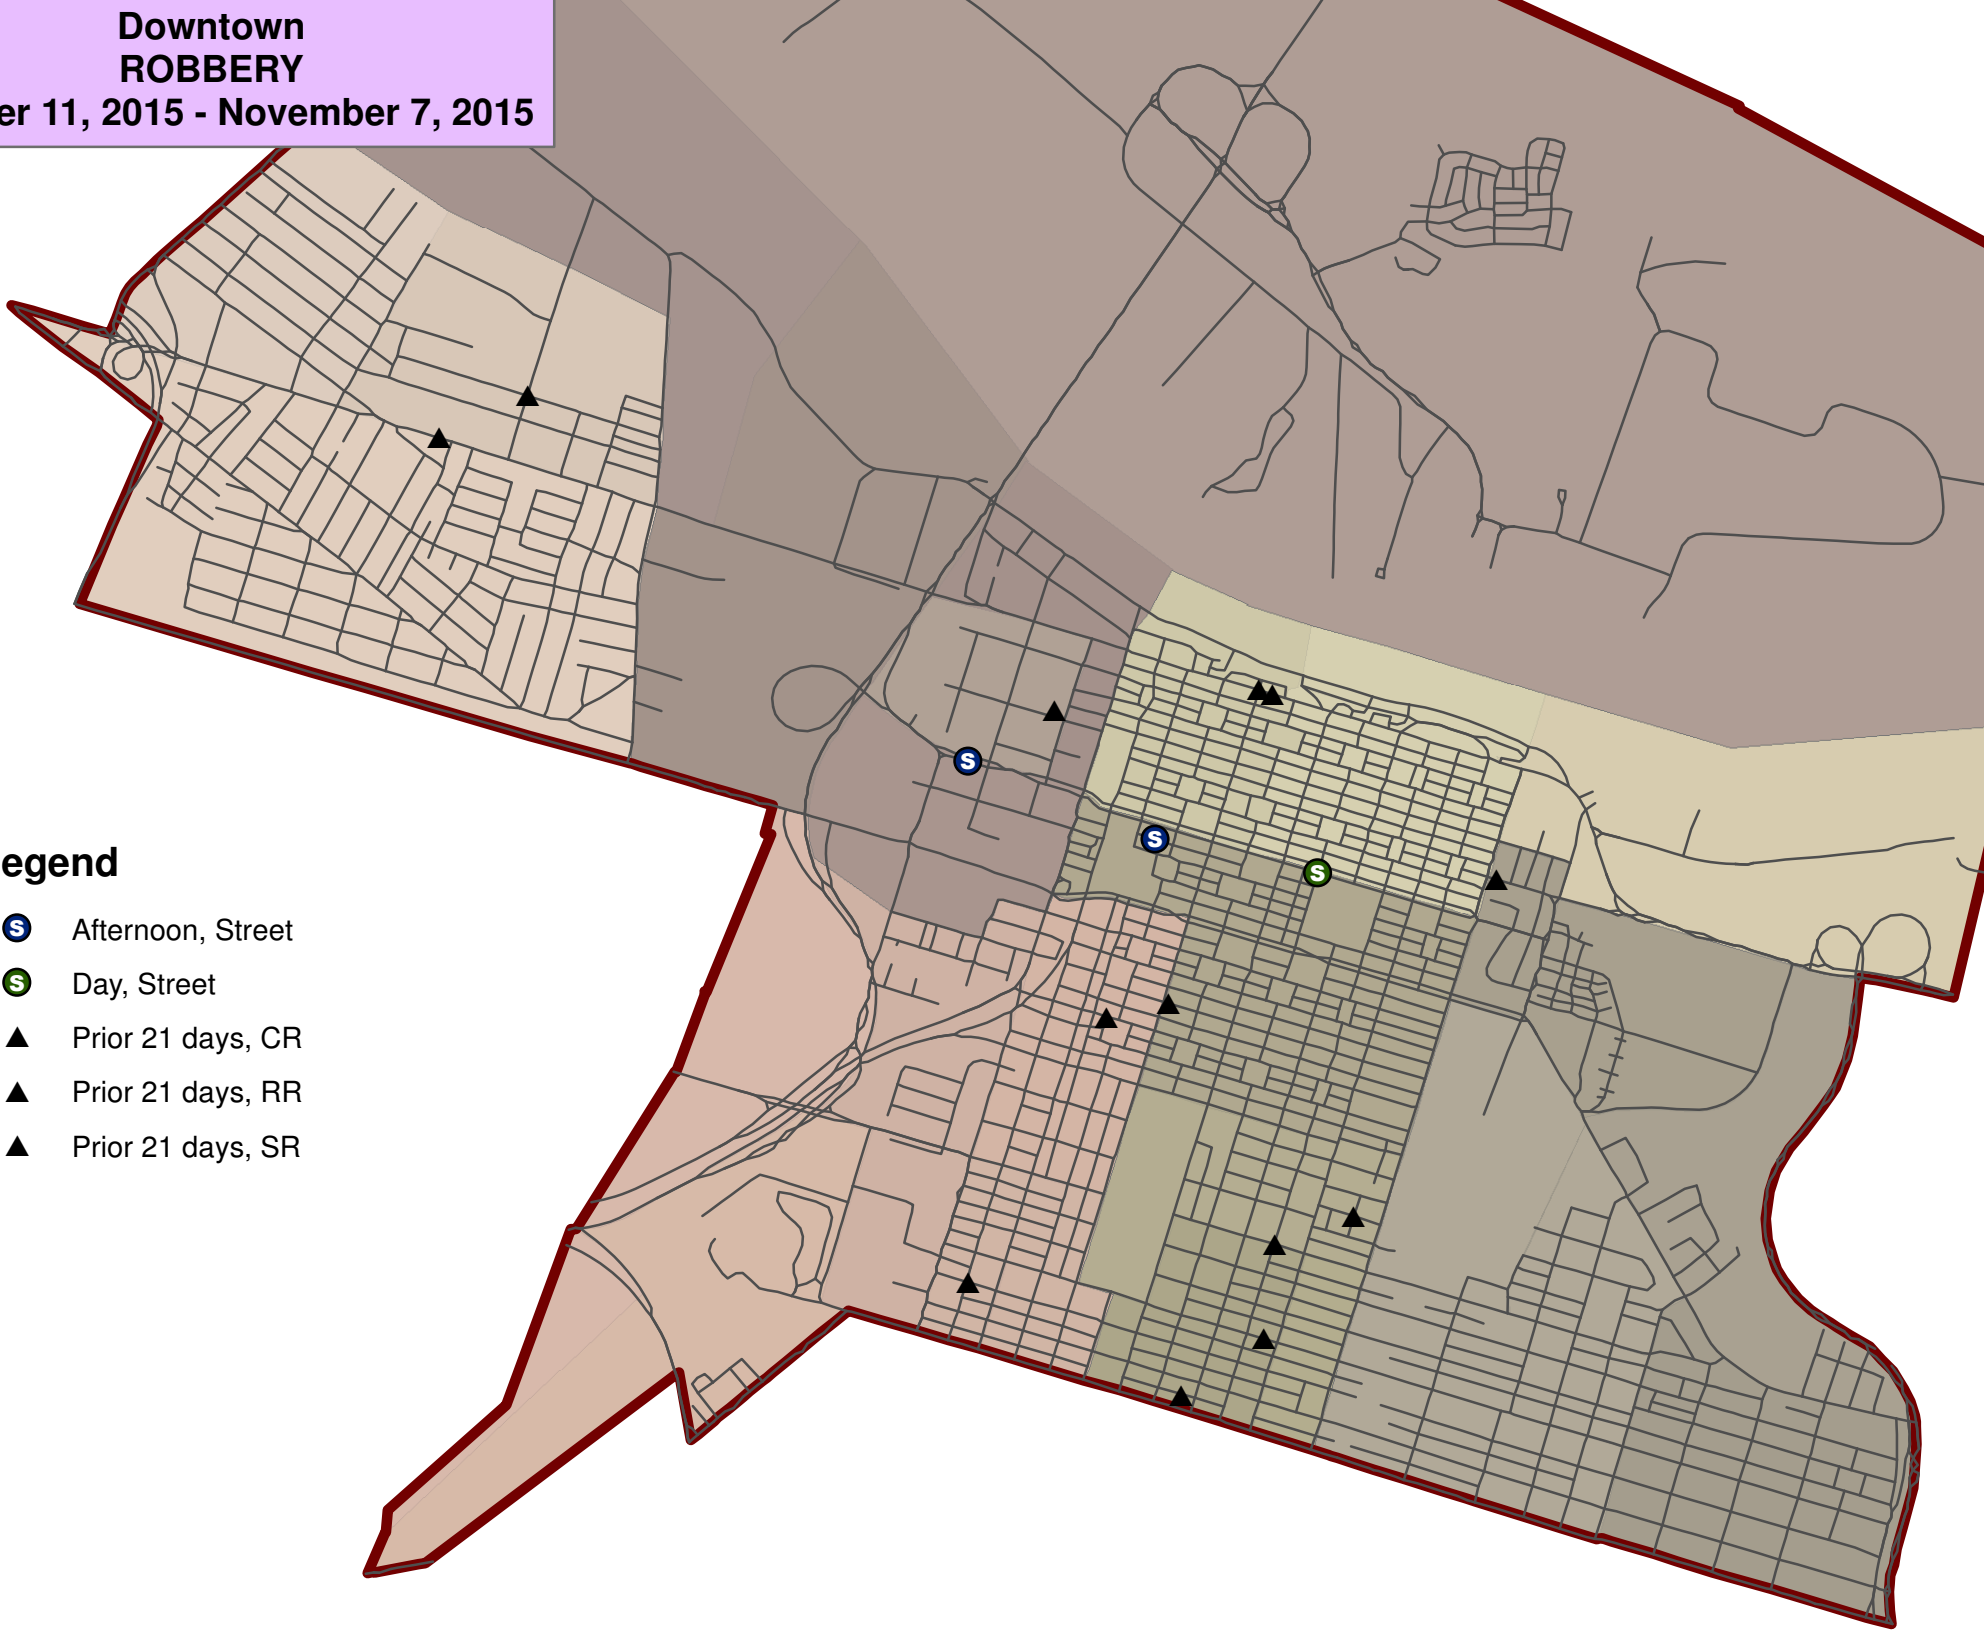 Downtown
ROBBERY
er 11, 2015 - November 7, 2015
egend
S Afternoon, Street
S Day, Street
Prior 21 days, CR
Prior 21 days, RR
Prior 21 days, SR
S
S
S